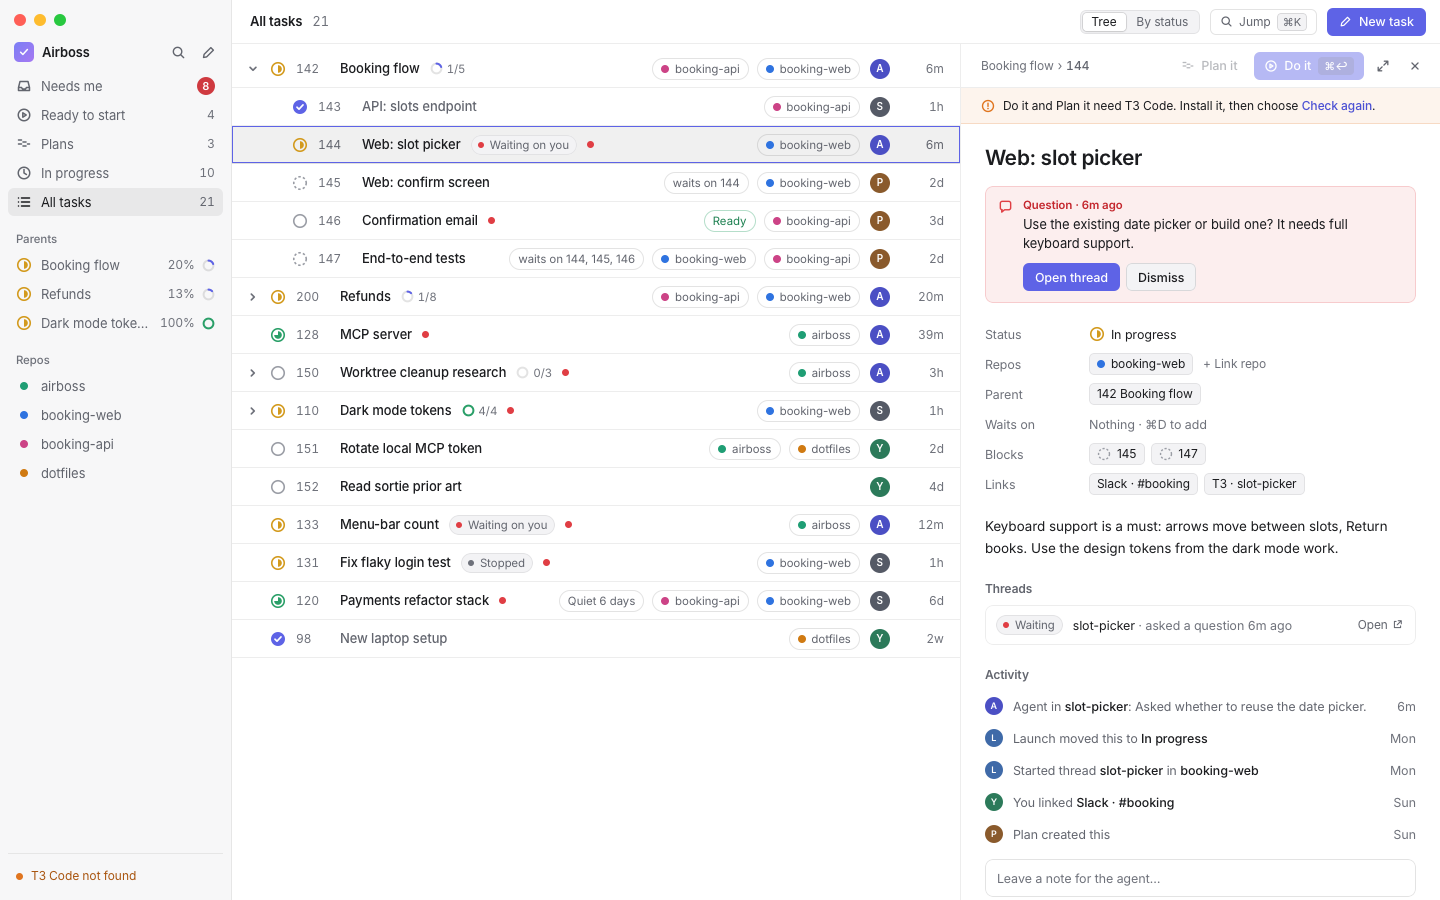 Airboss
Needs me 8
Ready to start 4
Plans 3
In progress 10
All tasks 21
Parents
Booking flow 20%
Refunds 13%
Dark mode toke... 100%
Repos
airboss
booking-web
booking-api
dotfiles
T3 Code not found
All tasks 21
Tree By status Jump ⌘K New task
142 Booking flow 1/5 booking-api booking-web A 6m
143 API: slots endpoint booking-api S 1h
144 Web: slot picker Waiting on you booking-web A 6m
145 Web: confirm screen waits on 144 booking-web P 2d
146 Confirmation email Ready booking-api P 3d
147 End-to-end tests waits on 144, 145, 146 booking-web booking-api P 2d
200 Refunds 1/8 booking-api booking-web A 20m
128 MCP server airboss A 39m
150 Worktree cleanup research 0/3 airboss A 3h
110 Dark mode tokens 4/4 booking-web S 1h
151 Rotate local MCP token airboss dotfiles Y 2d
152 Read sortie prior art Y 4d
133 Menu-bar count Waiting on you airboss A 12m
131 Fix flaky login test Stopped booking-web S 1h
120 Payments refactor stack Quiet 6 days booking-api booking-web S 6d
98 New laptop setup dotfiles Y 2w
Booking flow › 144 Plan it Do it ⌘↩
Do it and Plan it need T3 Code. Install it, then choose Check again.
Web: slot picker
Question · 6m ago
Use the existing date picker or build one? It needs full
keyboard support.
Open thread Dismiss
Status In progress
Repos booking-web + Link repo
Parent 142 Booking flow
Waits on Nothing · ⌘D to add
Blocks 145 147
Links Slack · #booking T3 · slot-picker
Keyboard support is a must: arrows move between slots, Return
books. Use the design tokens from the dark mode work.
Threads
Waiting slot-picker · asked a question 6m ago Open
Activity
A Agent in slot-picker: Asked whether to reuse the date picker. 6m
L Launch moved this to In progress Mon
L Started thread slot-picker in booking-web Mon
Y You linked Slack · #booking Sun
P Plan created this Sun
Leave a note for the agent...